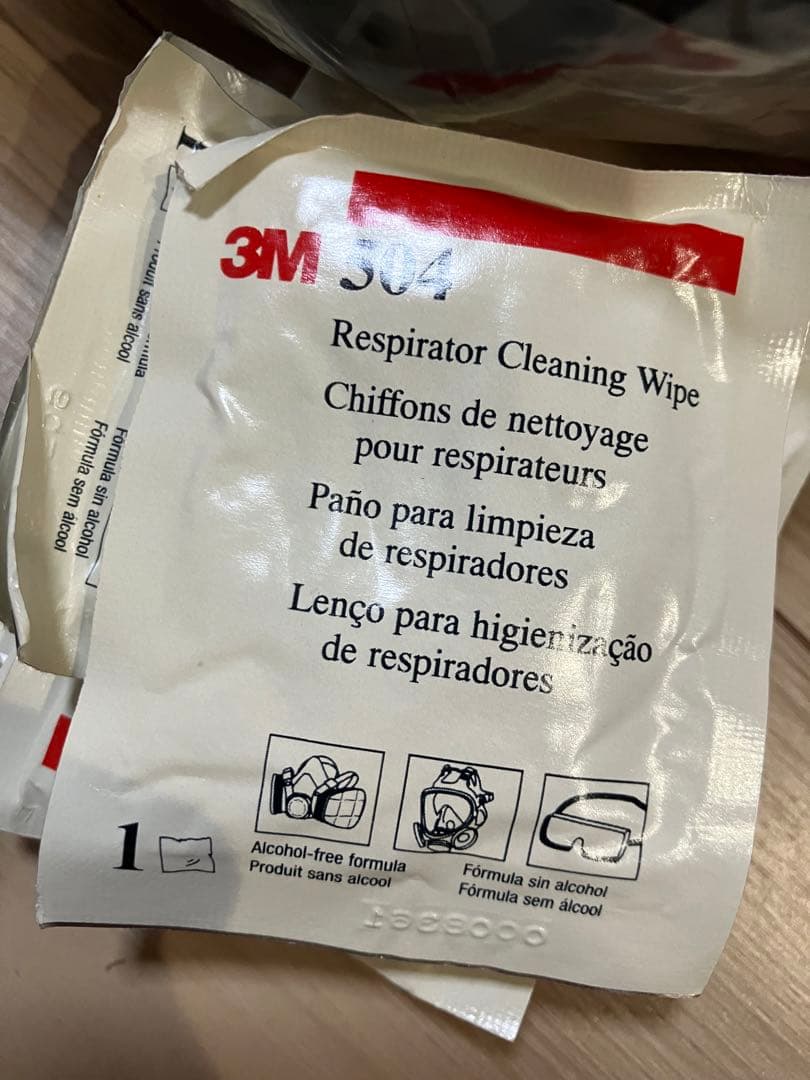 3M 504
Respirator Cleaning Wipe
Chiffons de nettoyage
pour respirateurs
Paño para limpieza
de respiradores
Lenço para higienização
de respiradores
1
Alcohol-free formula
Produit sans alcool
Fórmula sin alcohol
Fórmula sem álcool
sans alcool
Fórmula sin alcohol
Fórmula sem álcool